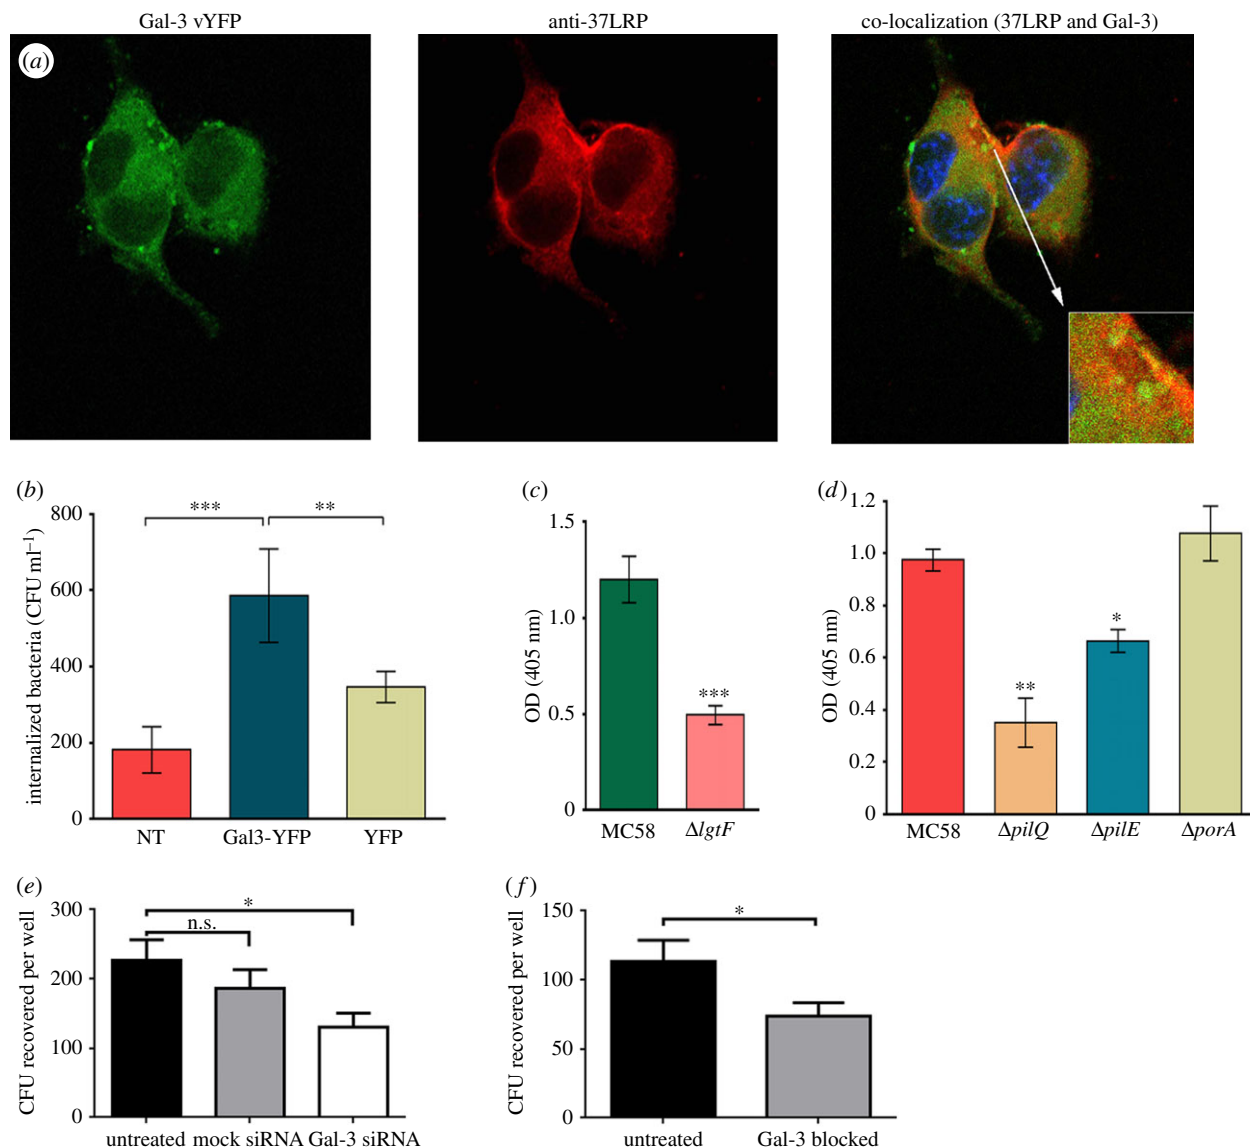 Gal-3 vYFP
anti-37LRP
co-localization (37LRP and Gal-3)
(a)
(b)
internalized bacteria (CFU ml⁻¹)
800
600
400
200
0
***
**
NT
Gal3-YFP
YFP
(c)
OD (405 nm)
1.5
1.0
0.5
0
***
MC58
ΔlgtF
(d)
OD (405 nm)
1.2
1.0
0.8
0.6
0.4
0.2
0
**
*
MC58
ΔpilQ
ΔpilE
ΔporA
(e)
CFU recovered per well
300
200
100
0
*
n.s.
untreated
mock siRNA
Gal-3 siRNA
(f)
CFU recovered per well
150
100
50
0
*
untreated
Gal-3 blocked